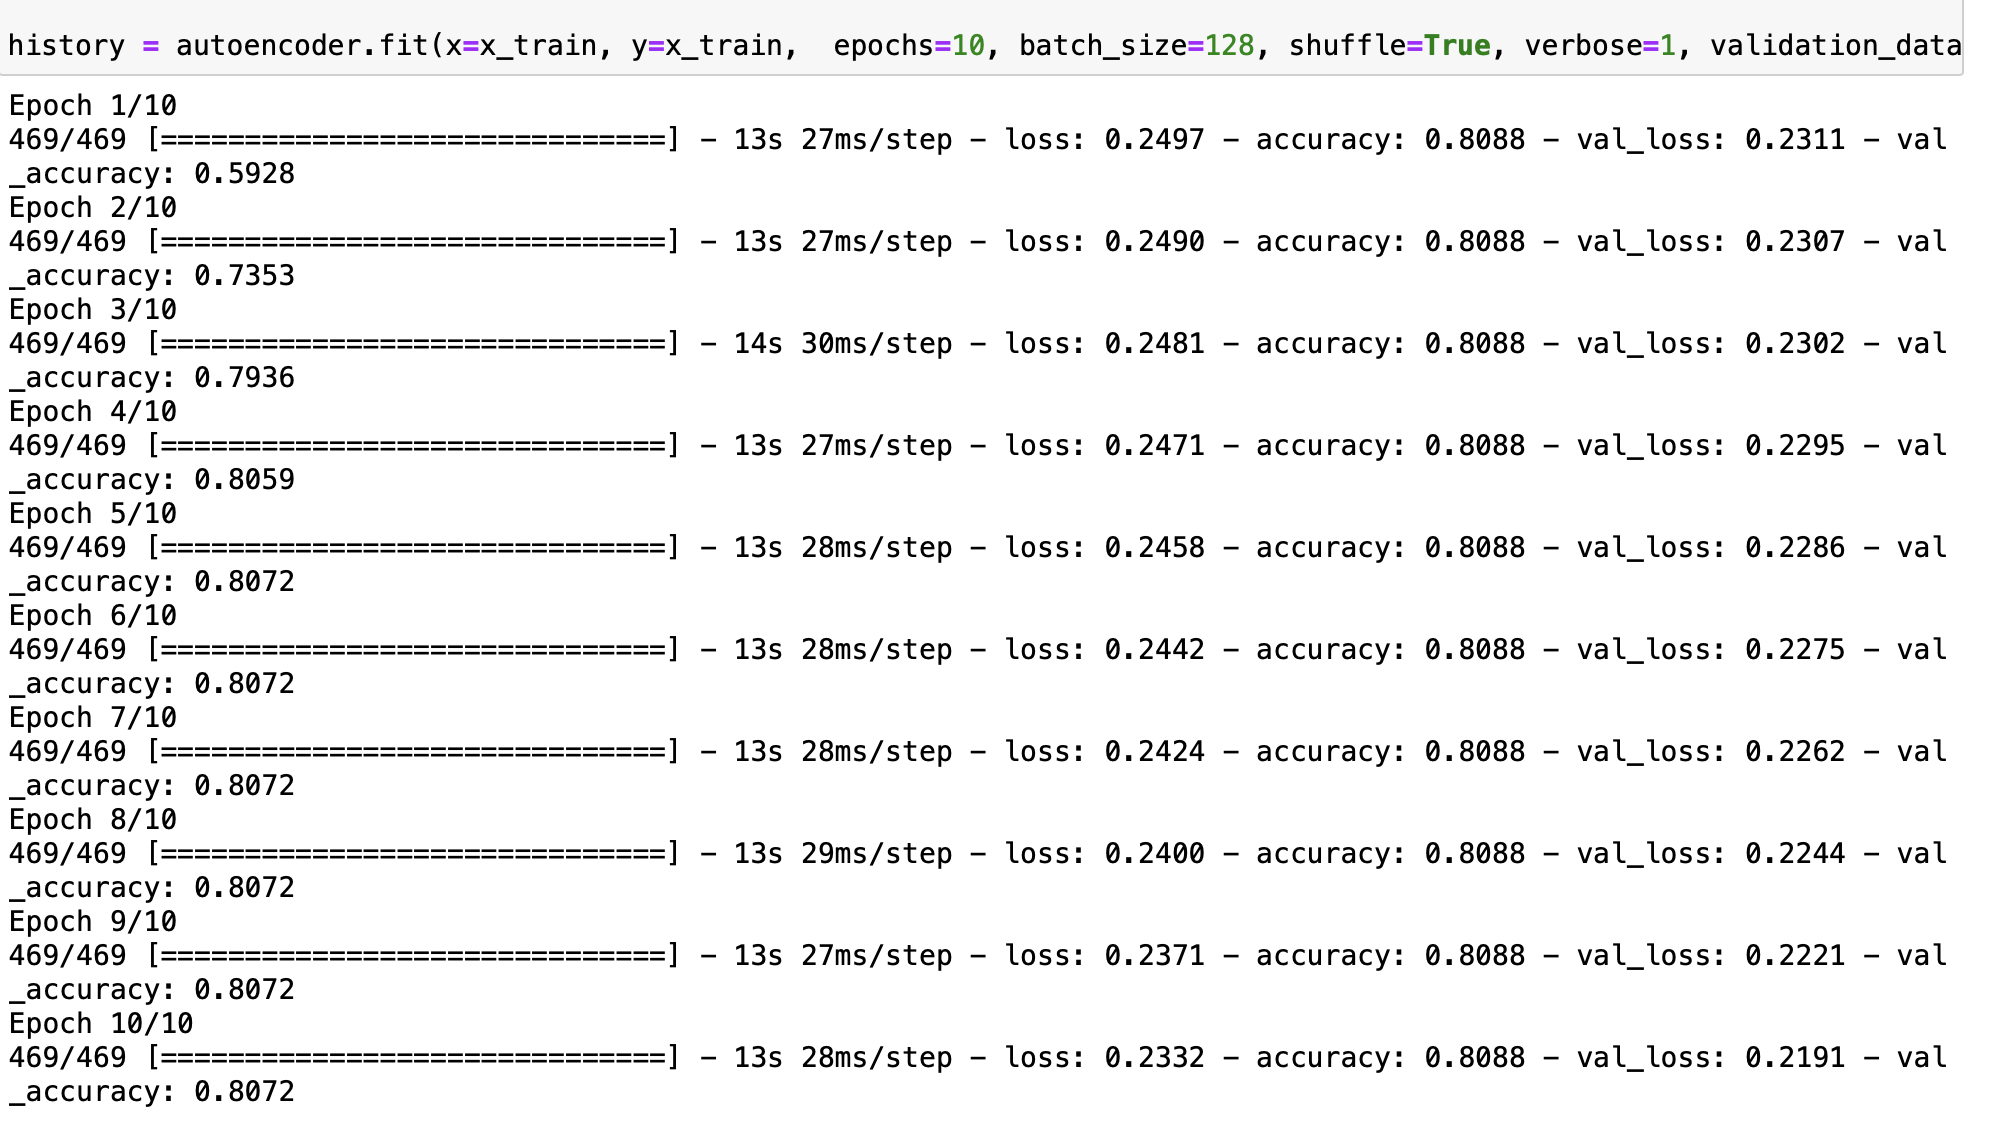 history = autoencoder.fit(x=x_train, y=x_train,  epochs=10, batch_size=128, shuffle=True, verbose=1, validation_data
Epoch 1/10
469/469 [==============================] - 13s 27ms/step - loss: 0.2497 - accuracy: 0.8088 - val_loss: 0.2311 - val
_accuracy: 0.5928
Epoch 2/10
469/469 [==============================] - 13s 27ms/step - loss: 0.2490 - accuracy: 0.8088 - val_loss: 0.2307 - val
_accuracy: 0.7353
Epoch 3/10
469/469 [==============================] - 14s 30ms/step - loss: 0.2481 - accuracy: 0.8088 - val_loss: 0.2302 - val
_accuracy: 0.7936
Epoch 4/10
469/469 [==============================] - 13s 27ms/step - loss: 0.2471 - accuracy: 0.8088 - val_loss: 0.2295 - val
_accuracy: 0.8059
Epoch 5/10
469/469 [==============================] - 13s 28ms/step - loss: 0.2458 - accuracy: 0.8088 - val_loss: 0.2286 - val
_accuracy: 0.8072
Epoch 6/10
469/469 [==============================] - 13s 28ms/step - loss: 0.2442 - accuracy: 0.8088 - val_loss: 0.2275 - val
_accuracy: 0.8072
Epoch 7/10
469/469 [==============================] - 13s 28ms/step - loss: 0.2424 - accuracy: 0.8088 - val_loss: 0.2262 - val
_accuracy: 0.8072
Epoch 8/10
469/469 [==============================] - 13s 29ms/step - loss: 0.2400 - accuracy: 0.8088 - val_loss: 0.2244 - val
_accuracy: 0.8072
Epoch 9/10
469/469 [==============================] - 13s 27ms/step - loss: 0.2371 - accuracy: 0.8088 - val_loss: 0.2221 - val
_accuracy: 0.8072
Epoch 10/10
469/469 [==============================] - 13s 28ms/step - loss: 0.2332 - accuracy: 0.8088 - val_loss: 0.2191 - val
_accuracy: 0.8072